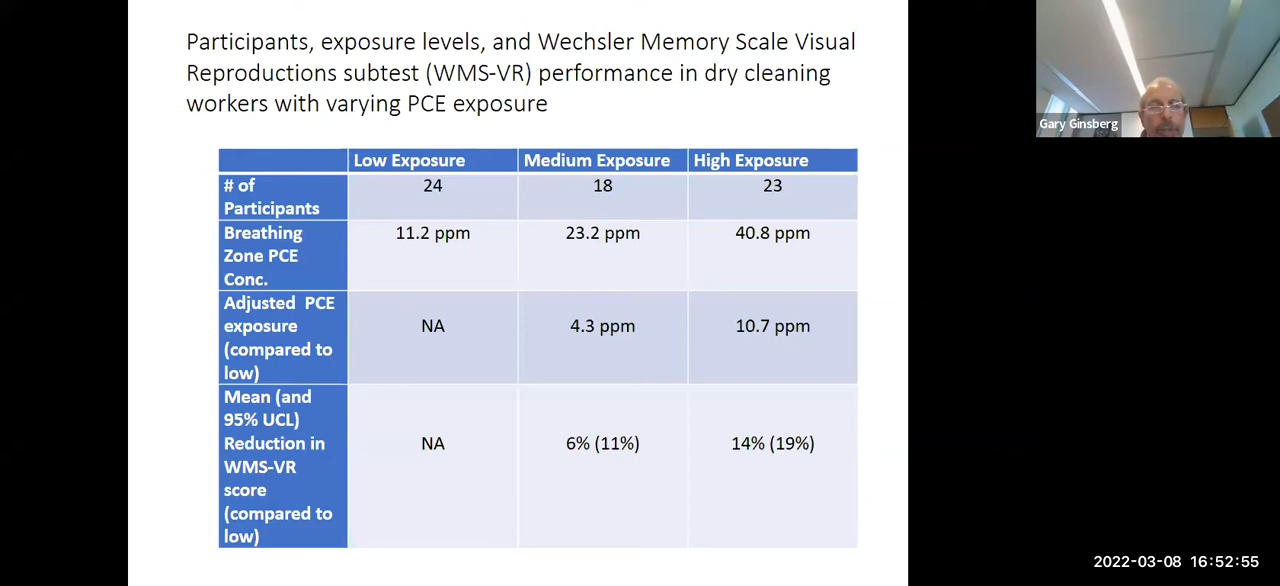 Participants, exposure levels, and Wechsler Memory Scale Visual
Reproductions subtest (WMS-VR) performance in dry cleaning
workers with varying PCE exposure
Gary Ginsberg
Low Exposure Medium Exposure High Exposure
# of
Participants
24 18 23
Breathing
Zone PCE
Conc.
11.2 ppm 23.2 ppm 40.8 ppm
Adjusted PCE
exposure
(compared to
low)
NA 4.3 ppm 10.7 ppm
Mean (and
95% UCL)
Reduction in
WMS-VR
score
(compared to
low)
NA 6% (11%) 14% (19%)
2022-03-08 16:52:55